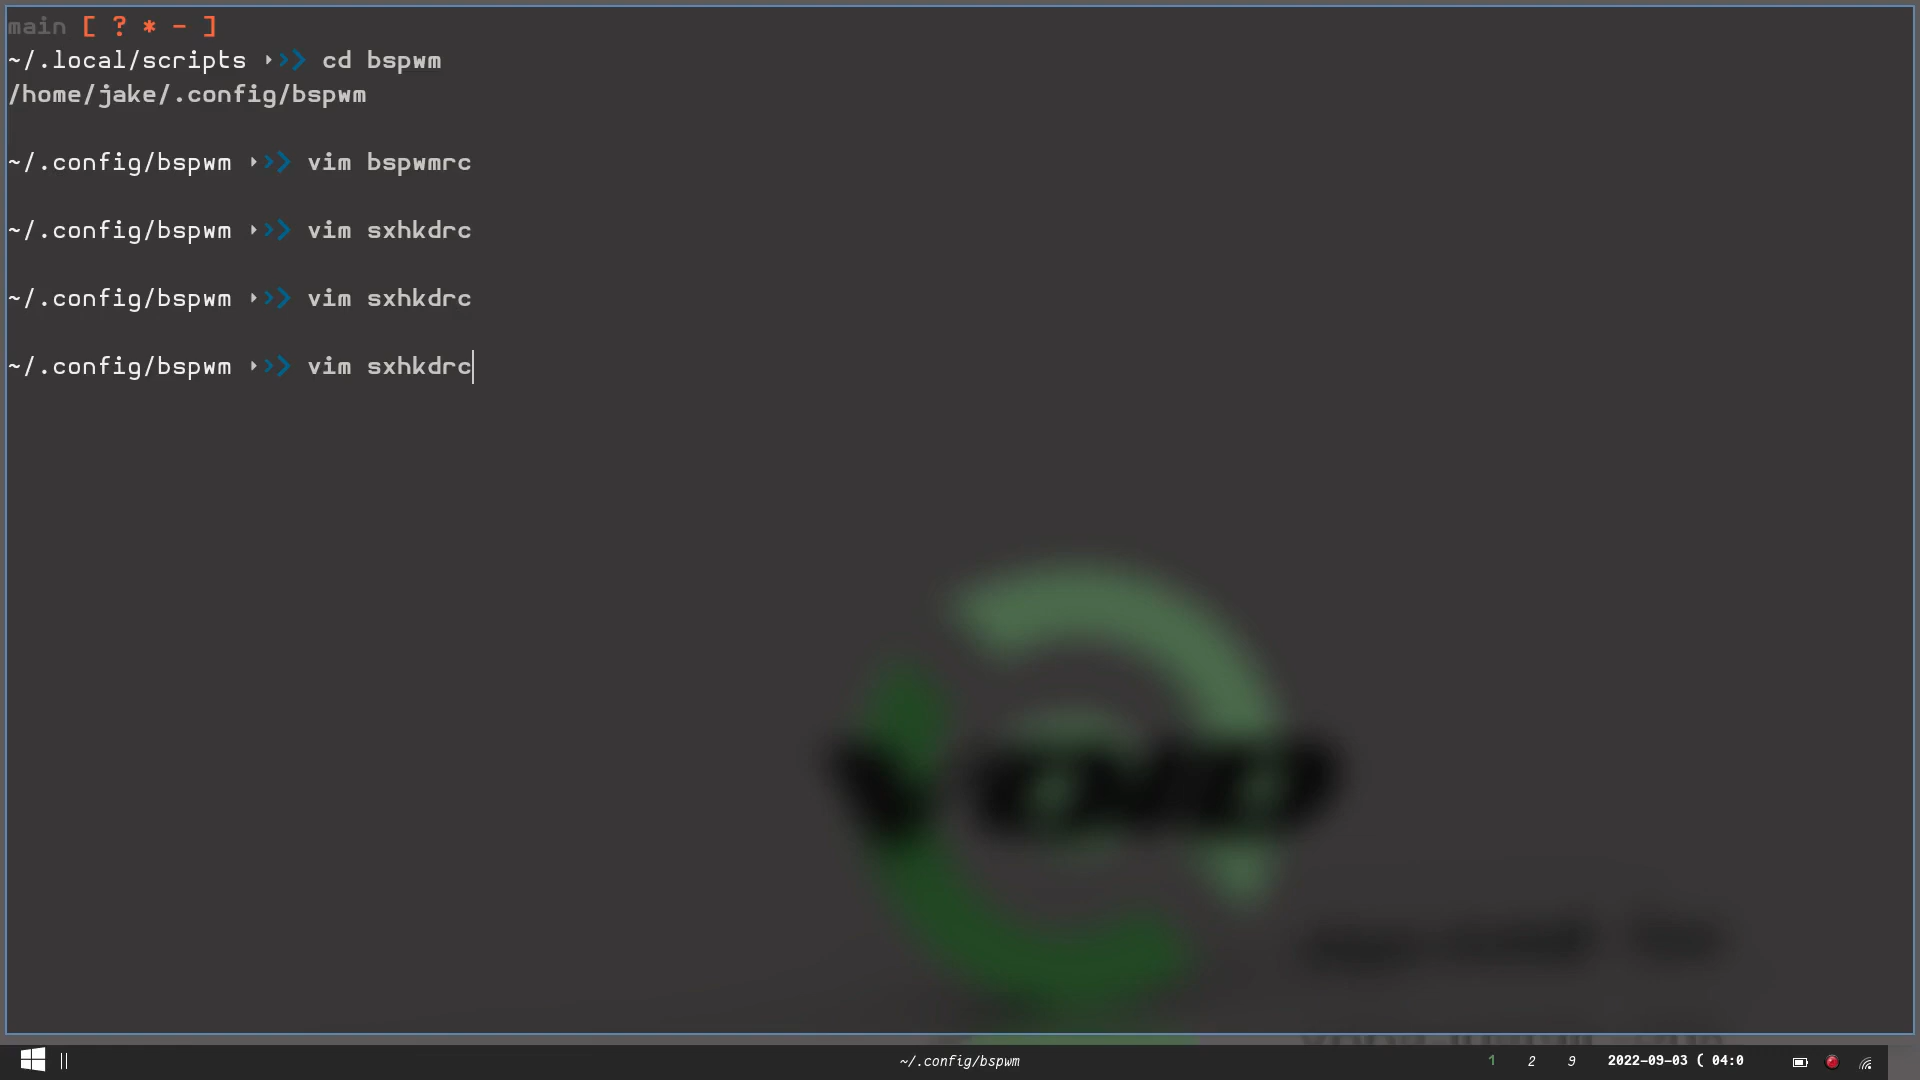 main [ ? * - ]
~/.local/scripts ‣›❯ cd bspwm
/home/jake/.config/bspwm
~/.config/bspwm ‣›❯ vim bspwmrc
~/.config/bspwm ‣›❯ vim sxhkdrc
~/.config/bspwm ‣›❯ vim sxhkdrc
~/.config/bspwm ‣›❯ vim sxhkdrc
|| ~/.config/bspwm 1 2 9 2022-09-03 ( 04:0